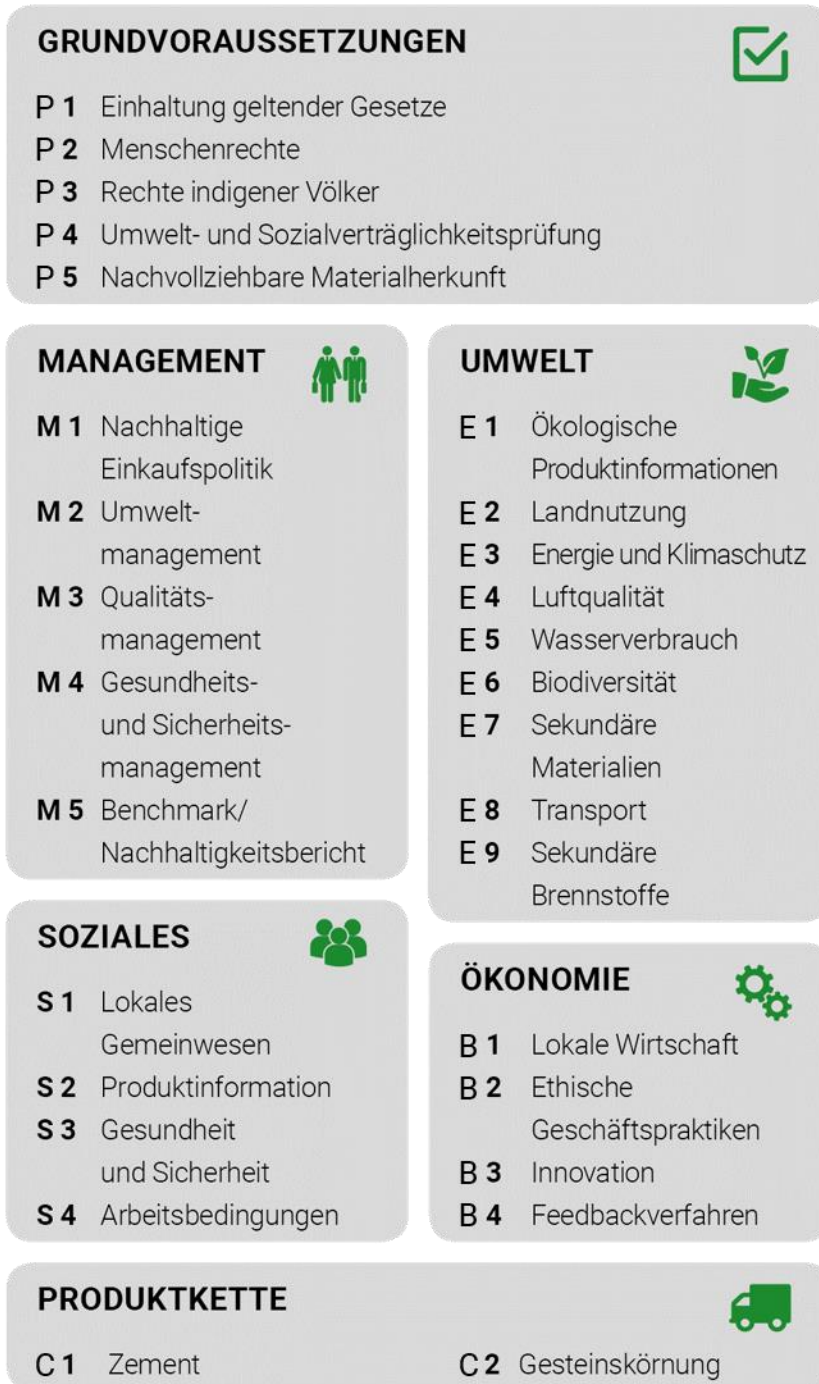 GRUNDVORAUSSETZUNGEN
P 1 Einhaltung geltender Gesetze
P 2 Menschenrechte
P 3 Rechte indigener Völker
P 4 Umwelt- und Sozialverträglichkeitsprüfung
P 5 Nachvollziehbare Materialherkunft
MANAGEMENT
M 1 Nachhaltige
Einkaufspolitik
M 2 Umwelt-
management
M 3 Qualitäts-
management
M 4 Gesundheits-
und Sicherheits-
management
M 5 Benchmark/
Nachhaltigkeitsbericht
UMWELT
E 1 Ökologische
Produktinformationen
E 2 Landnutzung
E 3 Energie und Klimaschutz
E 4 Luftqualität
E 5 Wasserverbrauch
E 6 Biodiversität
E 7 Sekundäre
Materialien
E 8 Transport
E 9 Sekundäre
Brennstoffe
SOZIALES
S 1 Lokales
Gemeinwesen
S 2 Produktinformation
S 3 Gesundheit
und Sicherheit
S 4 Arbeitsbedingungen
ÖKONOMIE
B 1 Lokale Wirtschaft
B 2 Ethische
Geschäftspraktiken
B 3 Innovation
B 4 Feedbackverfahren
PRODUKTKETTE
C 1 Zement
C 2 Gesteinskörnung